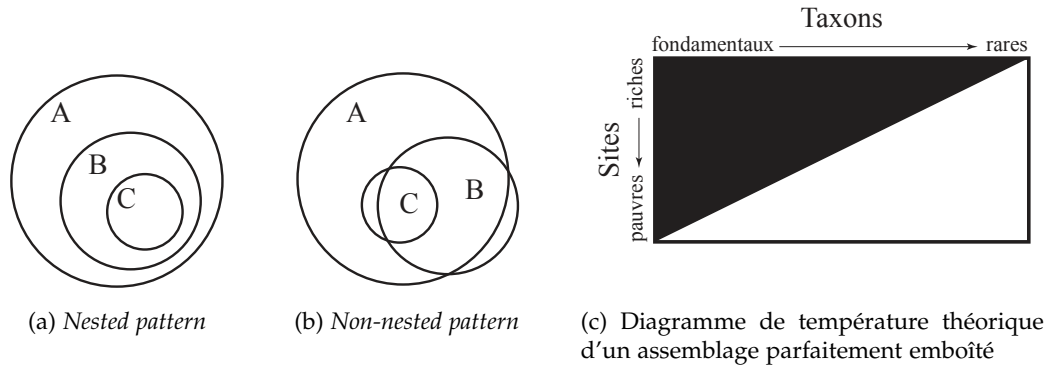 A
B
C
(a) Nested pattern
A
B
C
(b) Non-nested pattern
Taxons
fondamentaux
rares
Sites
riches
pauvres
(c) Diagramme de température théorique
d'un assemblage parfaitement emboîté